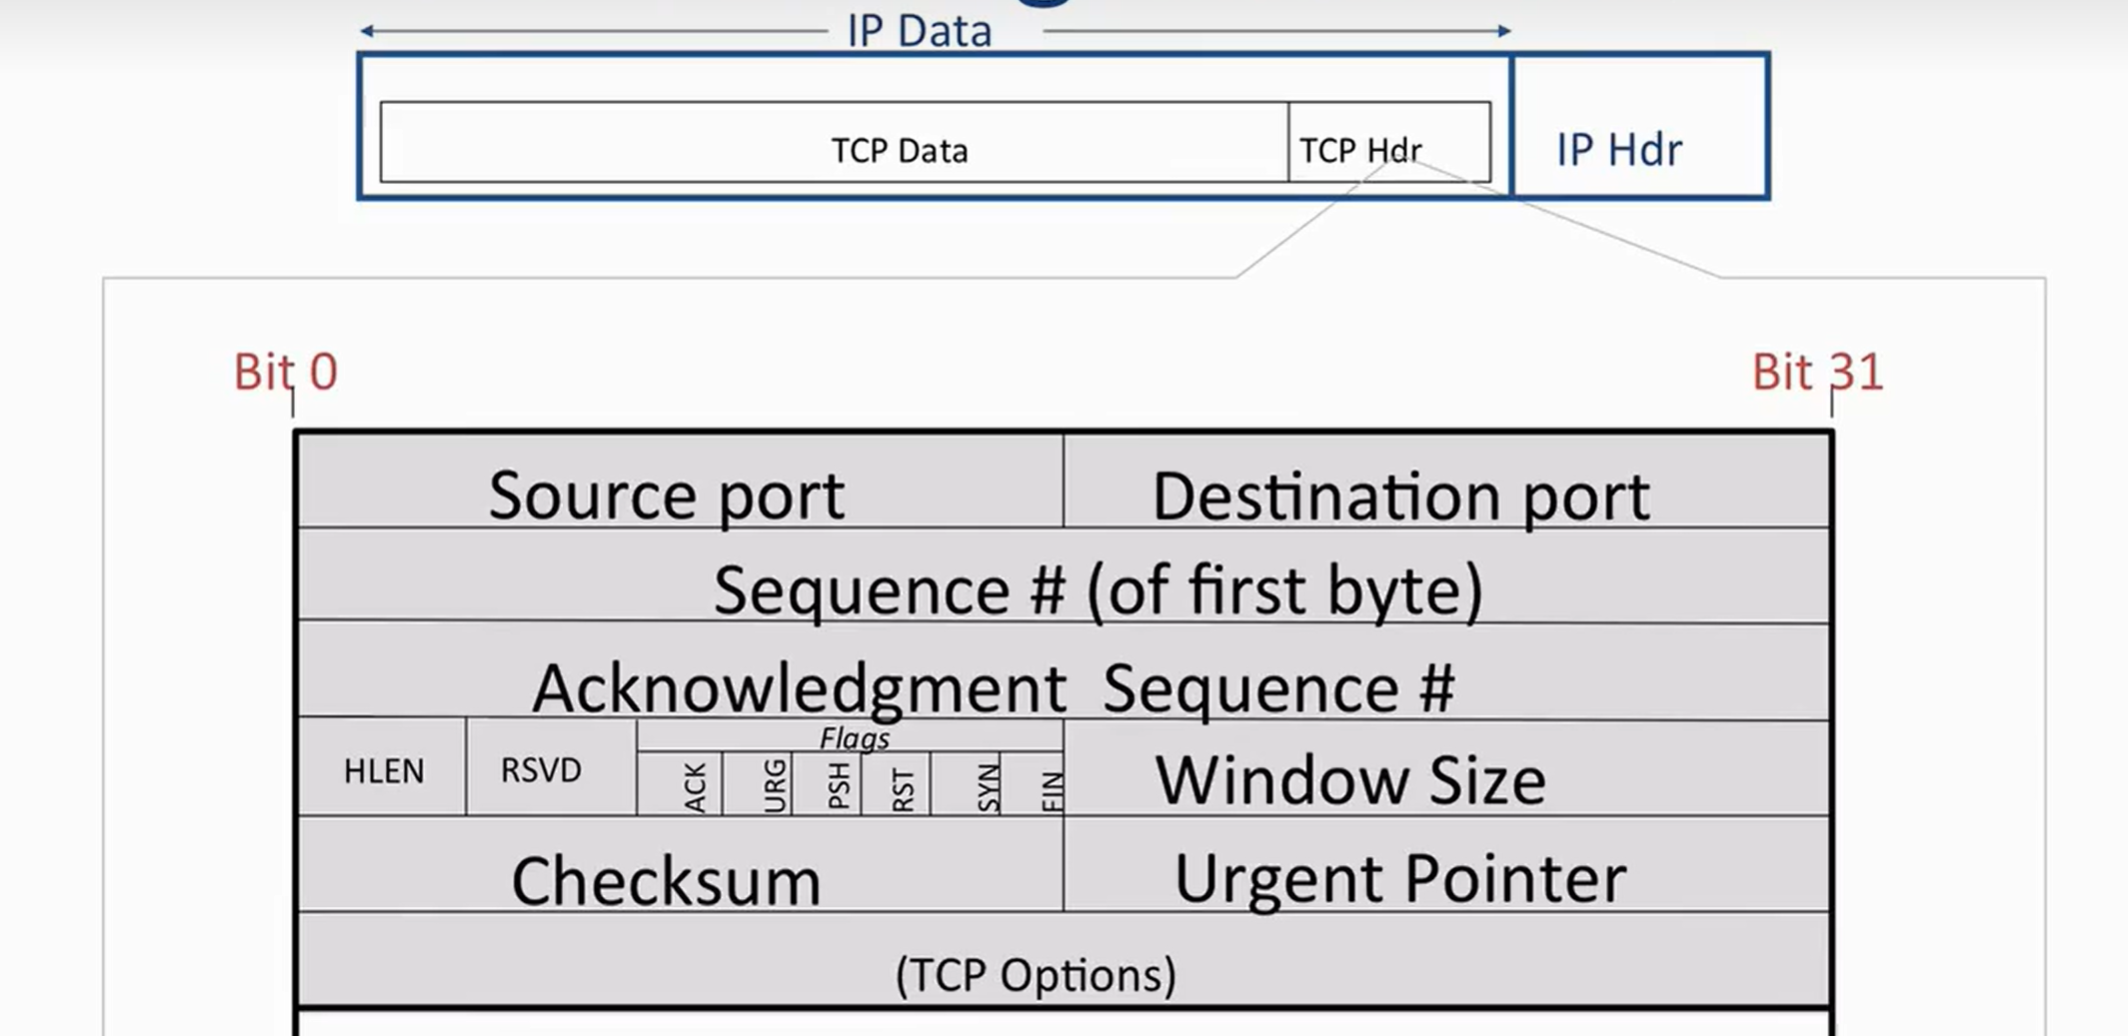 IP Data
TCP Data TCP Hdr IP Hdr
Bit 0 Bit 31
Source port Destination port
Sequence # (of first byte)
Acknowledgment Sequence #
Flags
HLEN RSVD ACK URG PSH RST SYN FIN Window Size
Checksum Urgent Pointer
(TCP Options)